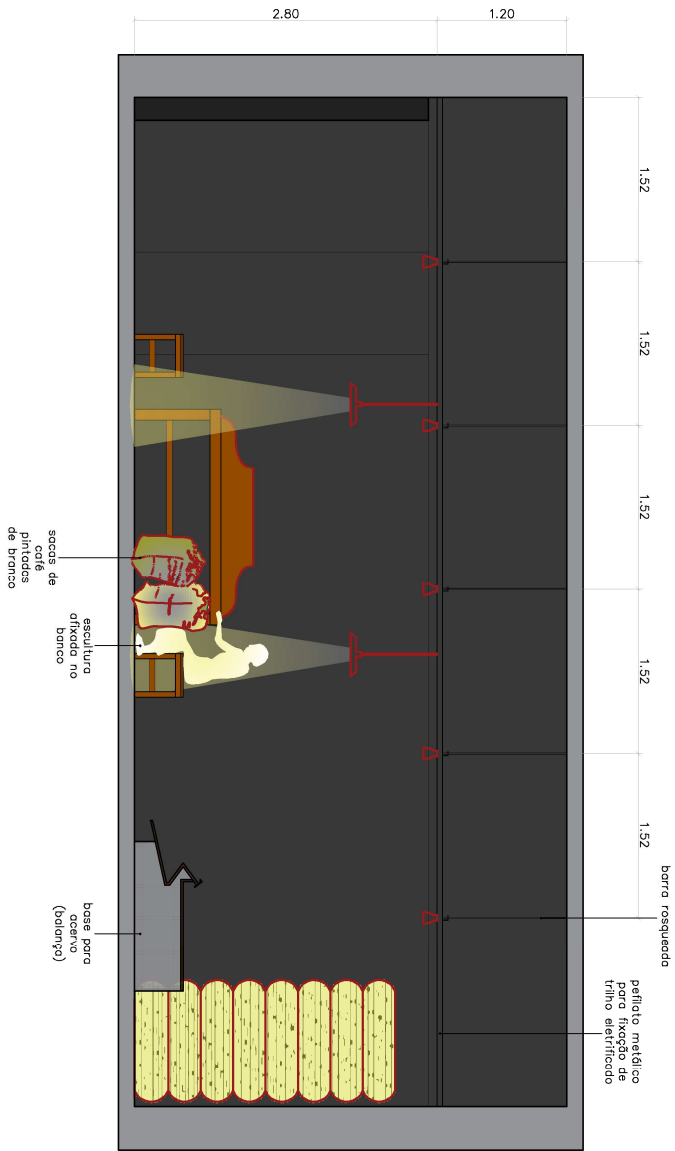 2.80
1.20
1.52
1.52
1.52
1.52
1.52
barra rosqueada
pefilato metálico
para fixação de
trilho eletrificado
sacas de
café
pintadas
de branco
escultura
afixada no
banco
base para
acervo
(balança)